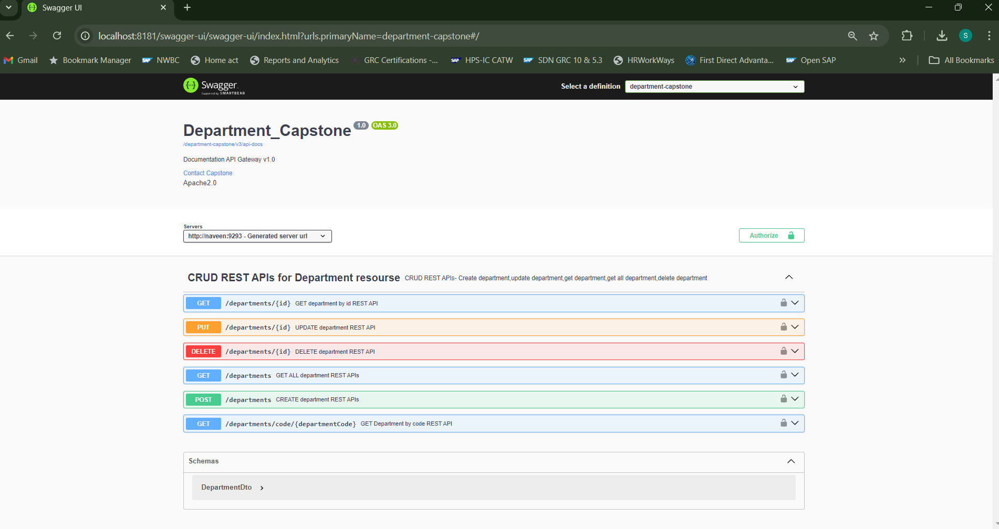 Swagger UI
localhost:8181/swagger-ui/swagger-ui/index.html?urls.primaryName=department-capstone#/
S
Gmail Bookmark Manager SAP NWBC Home act Reports and Analytics GRC Certifications -... SAP HPS-IC CATW SAP SDN GRC 10 & 5.3 HRWorkWays First Direct Advanta... SAP Open SAP » All Bookmarks
{···} Swagger. Supported by SMARTBEAR
Select a definition department-capstone
Department_Capstone 1.0 OAS 3.0
/department-capstone/v3/api-docs
Documentation API Gateway v1.0
Contact Capstone
Apache2.0
Servers
http://naveen:9293 - Generated server url
Authorize
CRUD REST APIs for Department resourse CRUD REST APIs- Create department,update department,get department,get all department,delete department
GET /departments/{id} GET department by id REST API
PUT /departments/{id} UPDATE department REST API
DELETE /departments/{id} DELETE department REST API
GET /departments GET ALL department REST APIs
POST /departments CREATE department REST APIs
GET /departments/code/{departmentCode} GET Department by code REST API
Schemas
DepartmentDto